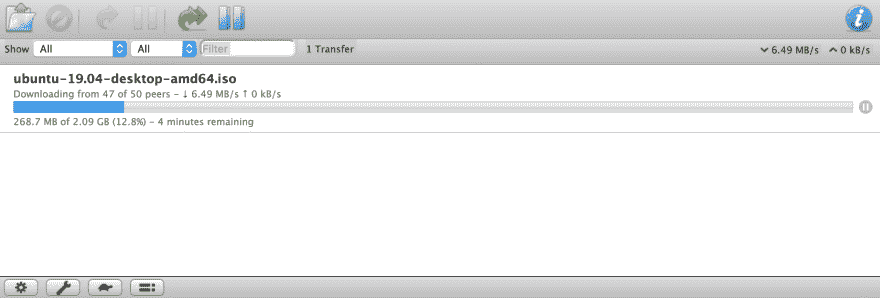 Show All All Filter 1 Transfer 6.49 MB/s 0 kB/s
ubuntu-19.04-desktop-amd64.iso
Downloading from 47 of 50 peers – ↓ 6.49 MB/s ↑ 0 kB/s
268.7 MB of 2.09 GB (12.8%) – 4 minutes remaining